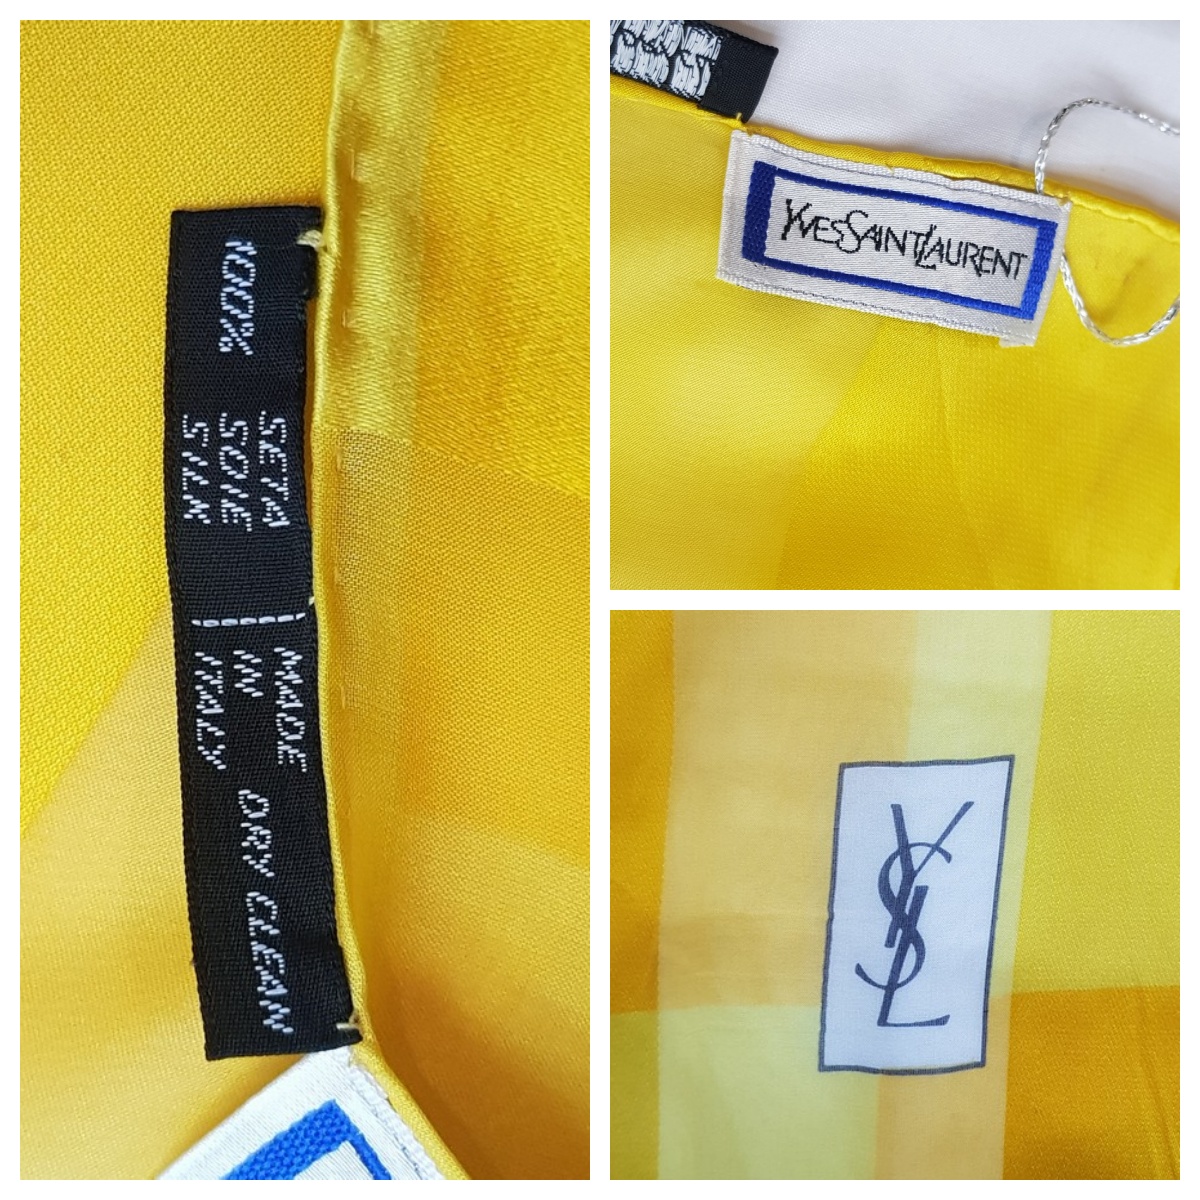 100%
SETA
SOIE
SILK
MADE
IN
ITALY
DRY CLEAN
YVESSAINTLAURENT
YSL